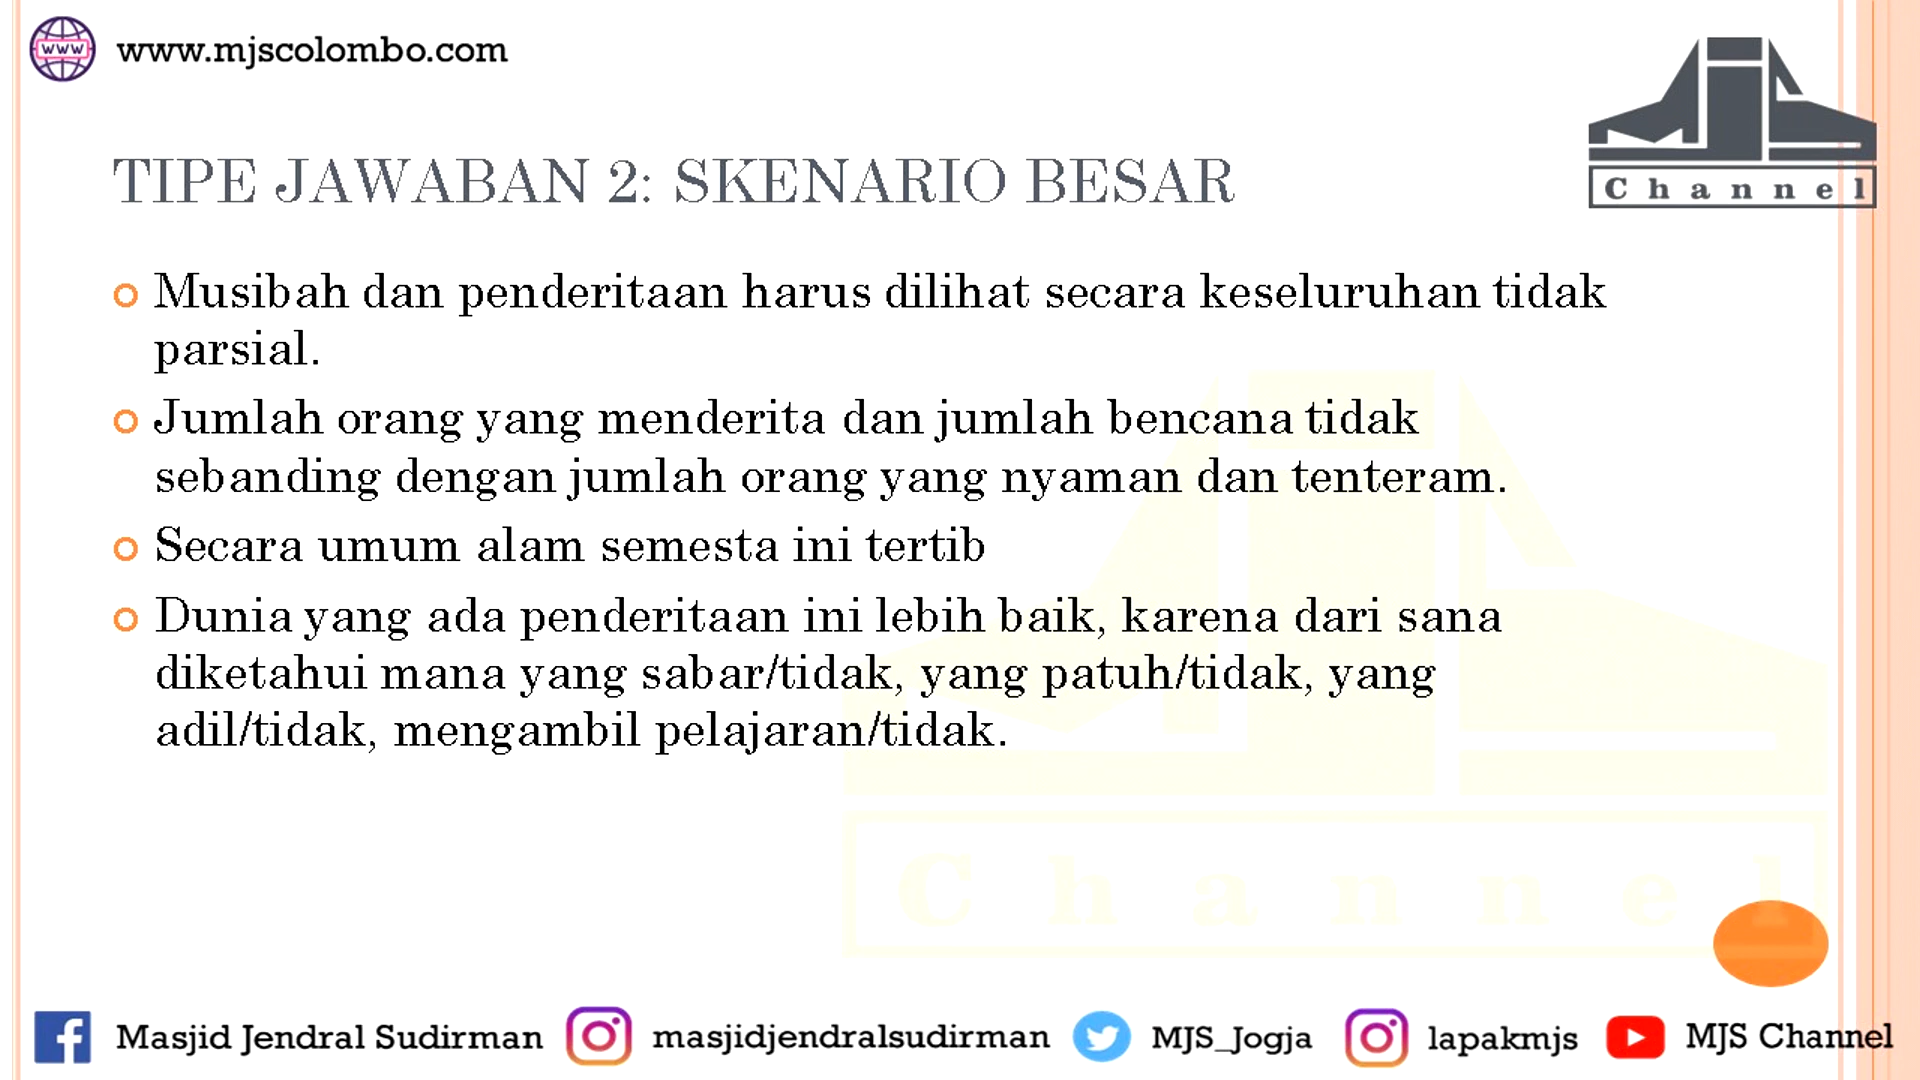 www
www.mjscolombo.com
Channel
TIPE JAWABAN 2: SKENARIO BESAR
Musibah dan penderitaan harus dilihat secara keseluruhan tidak
parsial.
Jumlah orang yang menderita dan jumlah bencana tidak
sebanding dengan jumlah orang yang nyaman dan tenteram.
Secara umum alam semesta ini tertib
Dunia yang ada penderitaan ini lebih baik, karena dari sana
diketahui mana yang sabar/tidak, yang patuh/tidak, yang
adil/tidak, mengambil pelajaran/tidak.
Channel
Masjid Jendral Sudirman masjidjendralsudirman MJS_Jogja lapakmjs MJS Channel